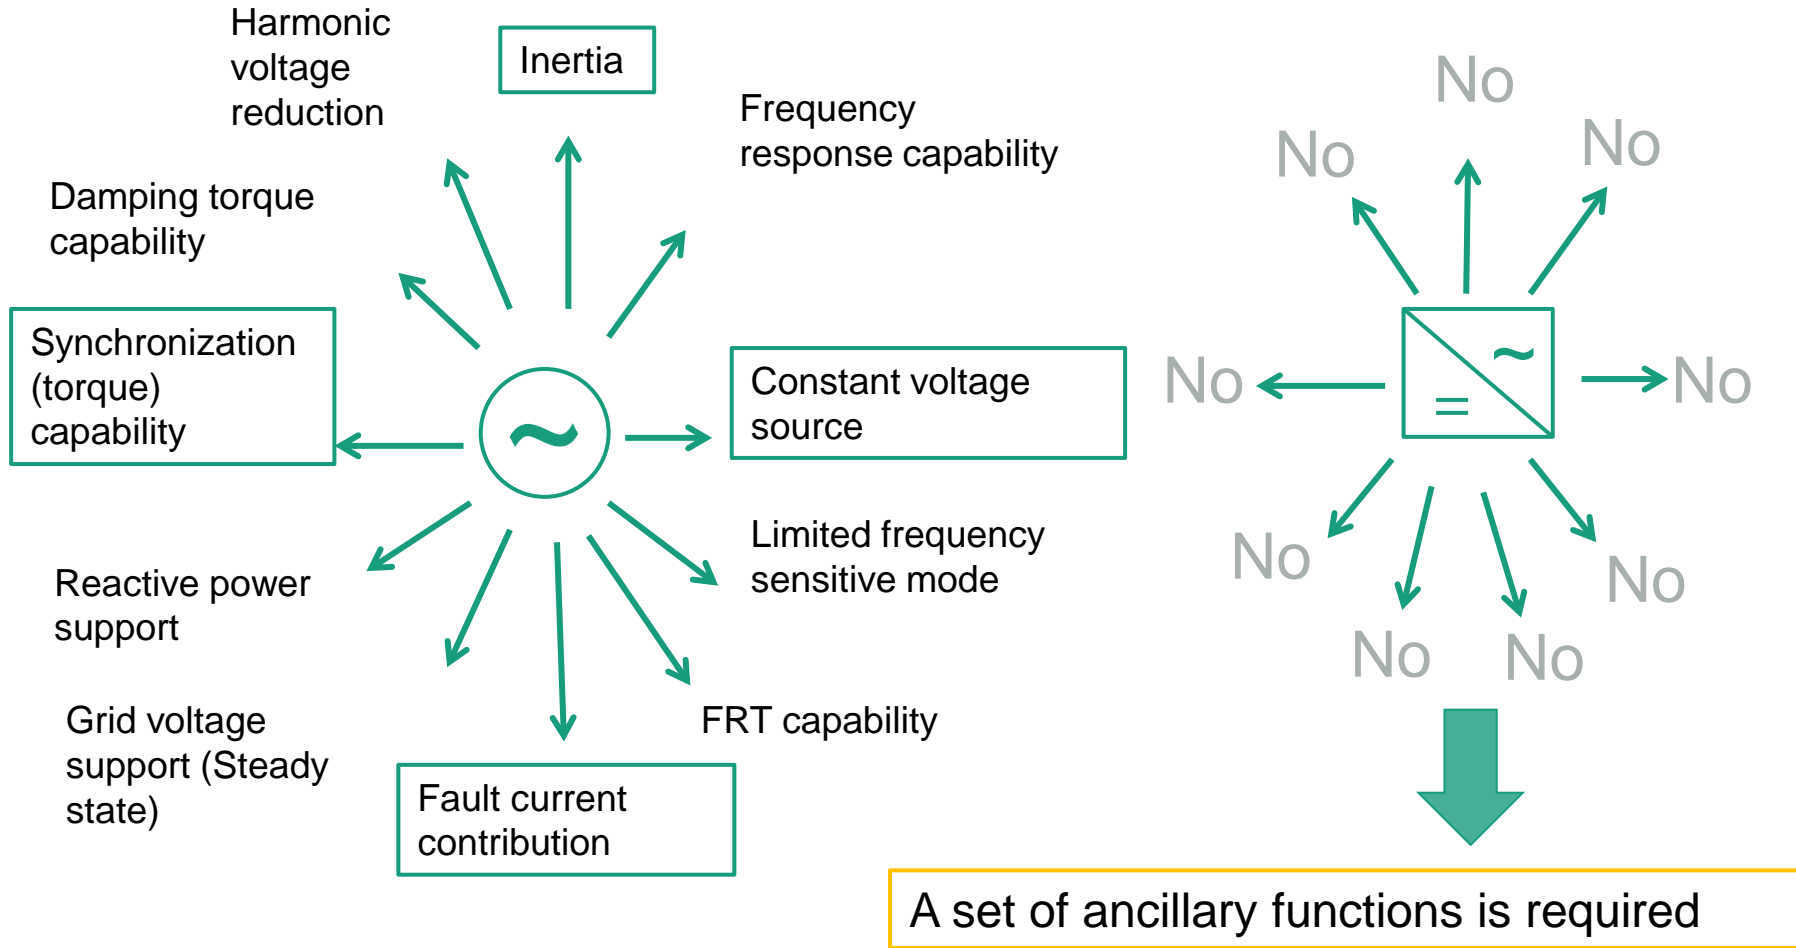 Harmonic
voltage
reduction
Inertia
Frequency
response capability
Damping torque
capability
Synchronization
(torque)
capability
~
Constant voltage
source
Reactive power
support
Limited frequency
sensitive mode
Grid voltage
support (Steady
state)
FRT capability
Fault current
contribution
No
No
No
No
~
=
No
No
No
No
No
A set of ancillary functions is required